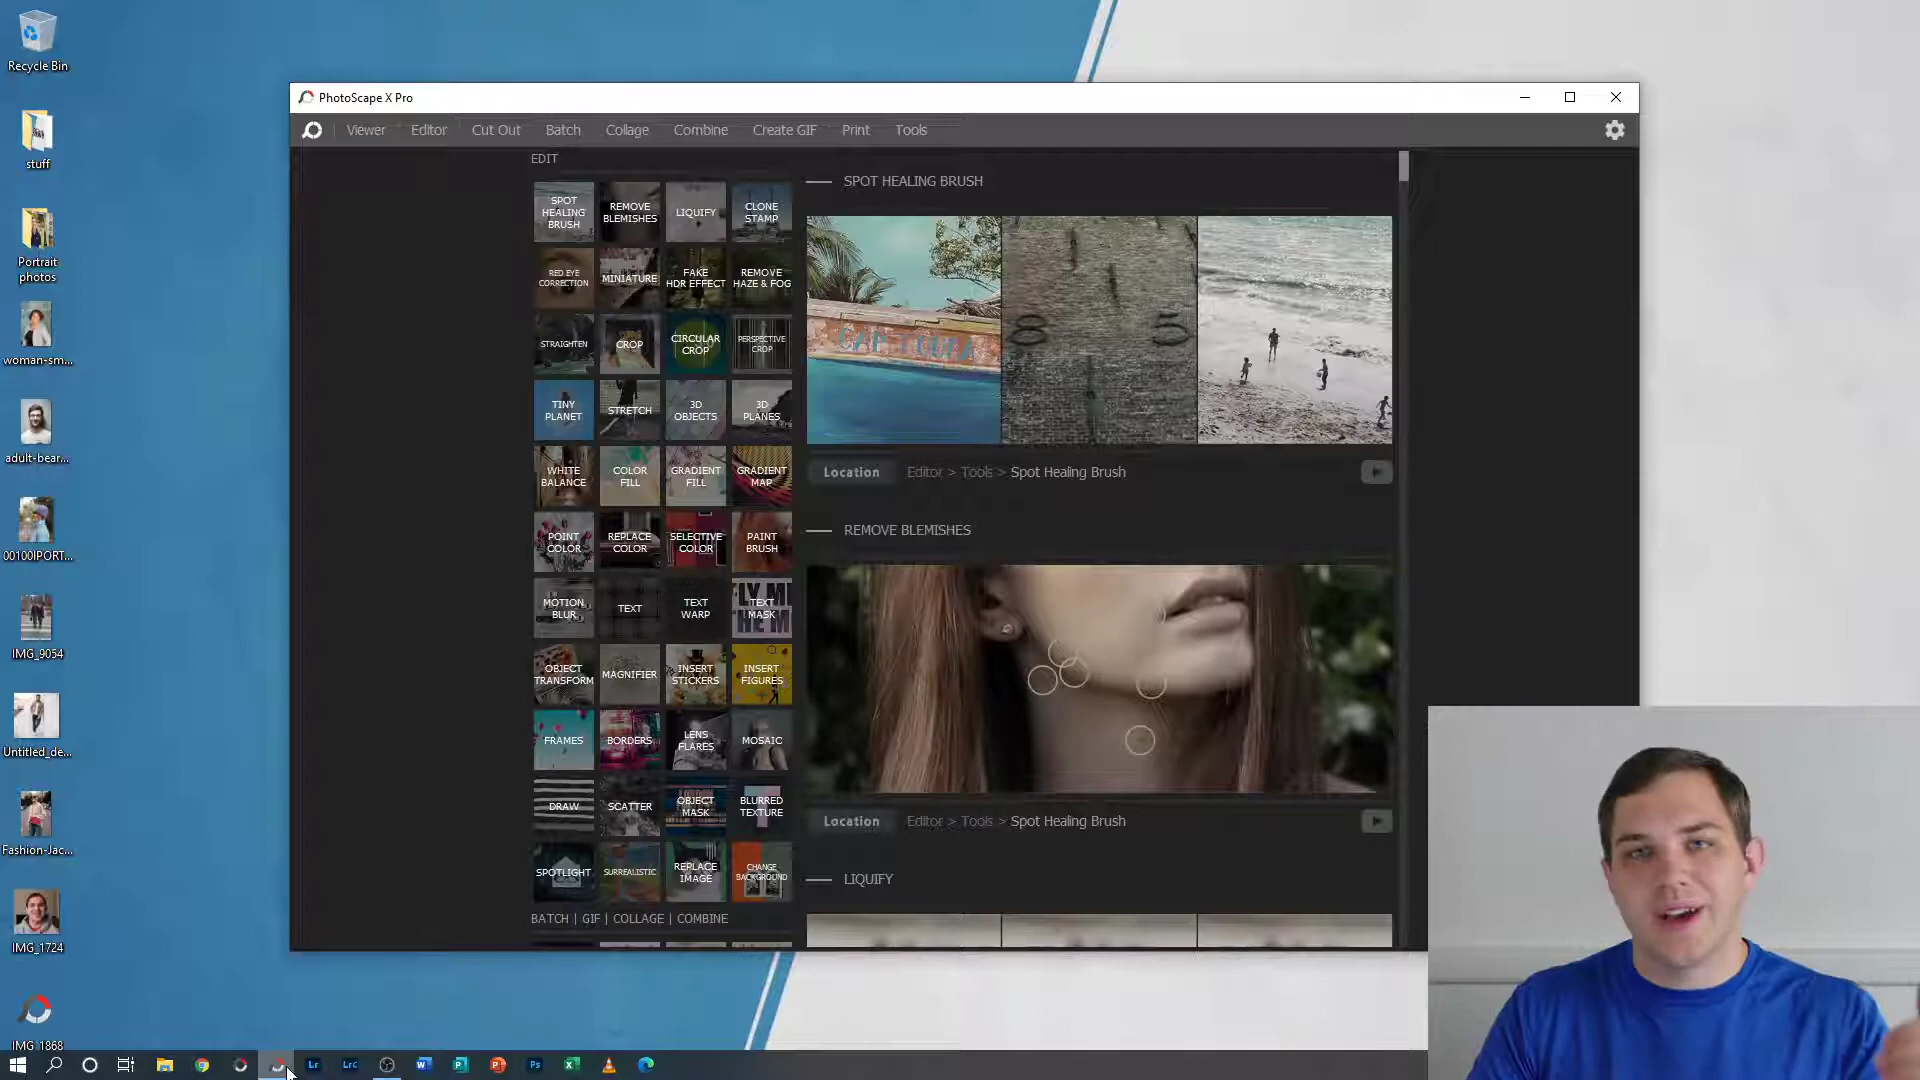 Recycle Bin
stuff
Portrait
photos
woman-sm...
adult-bear...
00100lPORT...
IMG_9054
Untitled_de...
Fashion-Jac...
IMG_1724
IMG_1868
PhotoScape X Pro
Viewer Editor Cut Out Batch Collage Combine Create GIF Print Tools
EDIT
SPOT
HEALING
BRUSH
REMOVE
BLEMISHES
LIQUIFY
CLONE
STAMP
RED EYE
CORRECTION
MINIATURE
FAKE
HDR EFFECT
REMOVE
HAZE & FOG
STRAIGHTEN
CROP
CIRCULAR
CROP
PERSPECTIVE
CROP
TINY
PLANET
STRETCH
3D
OBJECTS
3D
PLANES
WHITE
BALANCE
COLOR
FILL
GRADIENT
FILL
GRADIENT
MAP
POINT
COLOR
REPLACE
COLOR
SELECTIVE
COLOR
PAINT
BRUSH
MOTION
BLUR
TEXT
TEXT
WARP
TEXT
MASK
OBJECT
TRANSFORM
MAGNIFIER
INSERT
STICKERS
INSERT
FIGURES
FRAMES
BORDERS
LENS
FLARES
MOSAIC
DRAW
SCATTER
OBJECT
MASK
BLURRED
TEXTURE
SPOTLIGHT
SURREALISTIC
REPLACE
IMAGE
CHANGE
BACKGROUND
BATCH | GIF | COLLAGE | COMBINE
SPOT HEALING BRUSH
8 5
Location Editor > Tools > Spot Healing Brush
REMOVE BLEMISHES
Location Editor > Tools > Spot Healing Brush
LIQUIFY
Lr LrC W P P Ps X